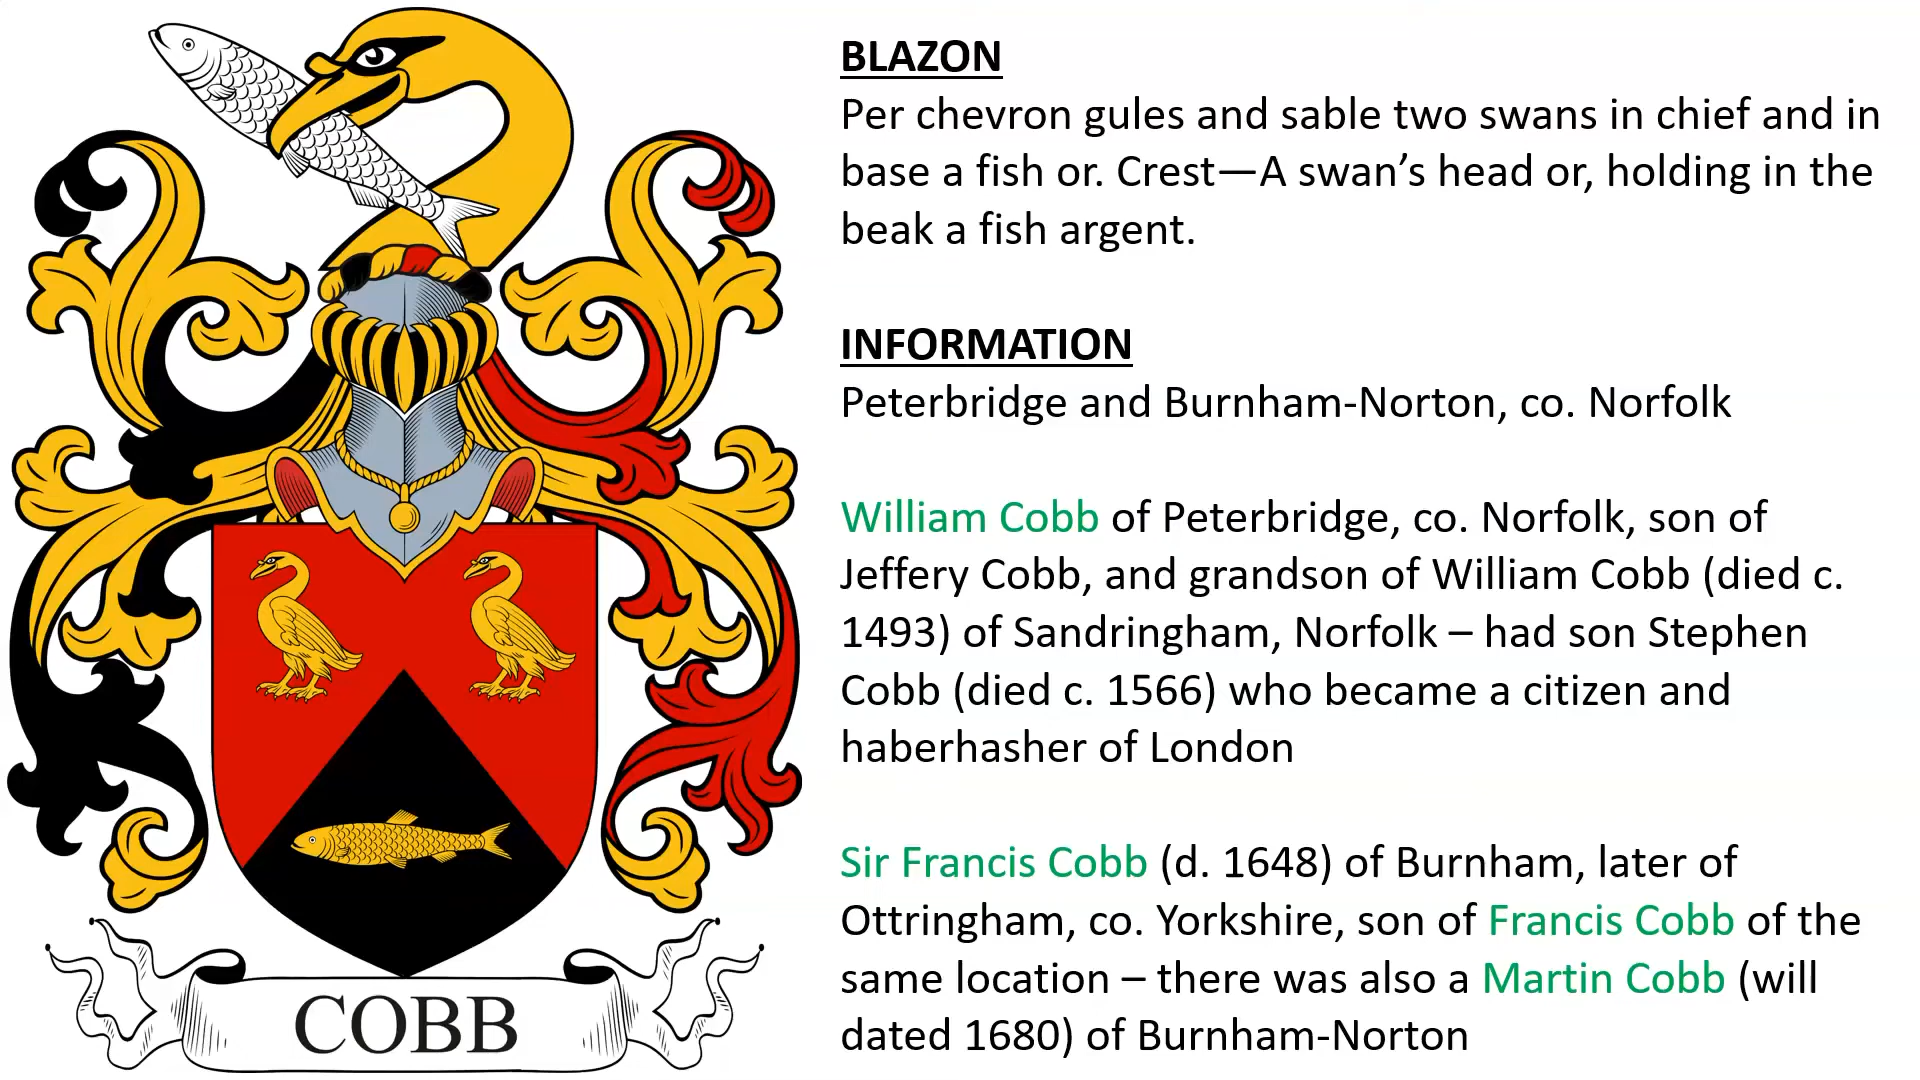 BLAZON
Per chevron gules and sable two swans in chief and in
base a fish or. Crest—A swan’s head or, holding in the
beak a fish argent.
INFORMATION
Peterbridge and Burnham-Norton, co. Norfolk
William Cobb of Peterbridge, co. Norfolk, son of
Jeffery Cobb, and grandson of William Cobb (died c.
1493) of Sandringham, Norfolk – had son Stephen
Cobb (died c. 1566) who became a citizen and
haberhasher of London
Sir Francis Cobb (d. 1648) of Burnham, later of
Ottringham, co. Yorkshire, son of Francis Cobb of the
same location – there was also a Martin Cobb (will
dated 1680) of Burnham-Norton
COBB